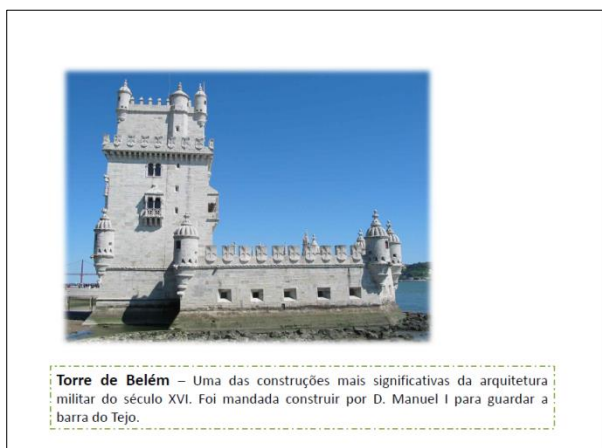 Torre de Belém – Uma das construções mais significativas da arquitetura
militar do século XVI. Foi mandada construir por D. Manuel I para guardar a
barra do Tejo.